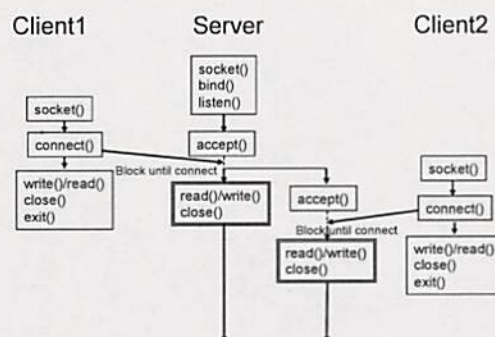 Client1
Server
Client2
socket()
bind()
listen()
socket()
connect()
accept()
Block until connect
write()/read()
close()
exit()
read()/write()
close()
accept()
socket()
connect()
Block until connect
read()/write()
close()
write()/read()
close()
exit()